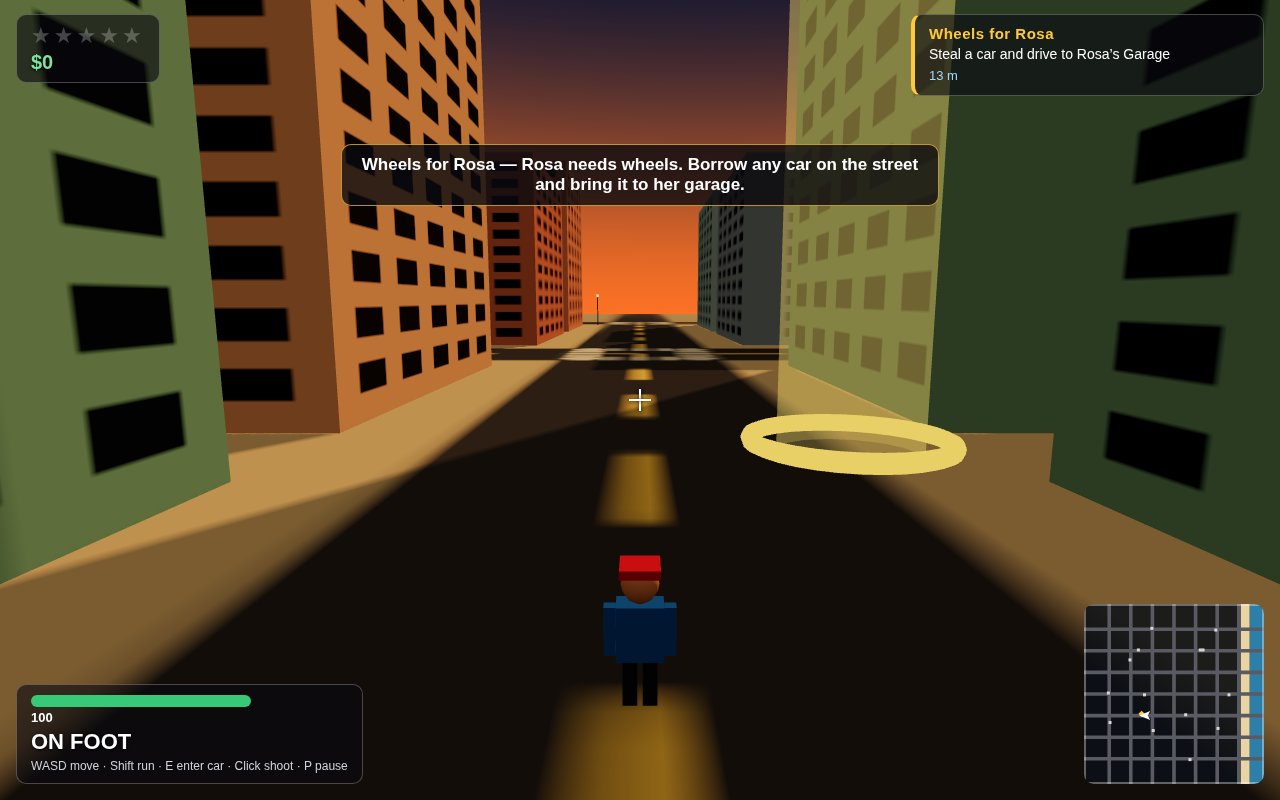 ★★★★★
$0
Wheels for Rosa
Steal a car and drive to Rosa's Garage
13 m
Wheels for Rosa — Rosa needs wheels. Borrow any car on the street
and bring it to her garage.
100
ON FOOT
WASD move · Shift run · E enter car · Click shoot · P pause